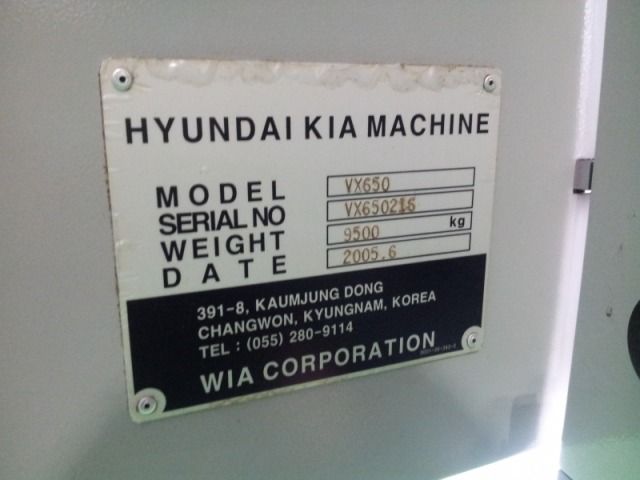 HYUNDAI KIA MACHINE
MODEL VX650
SERIAL NO VX650216
WEIGHT 9500 kg
DATE 2005.6
391-8, KAUMJUNG DONG
CHANGWON, KYUNGNAM, KOREA
TEL : (055) 280-9114
WIA CORPORATION